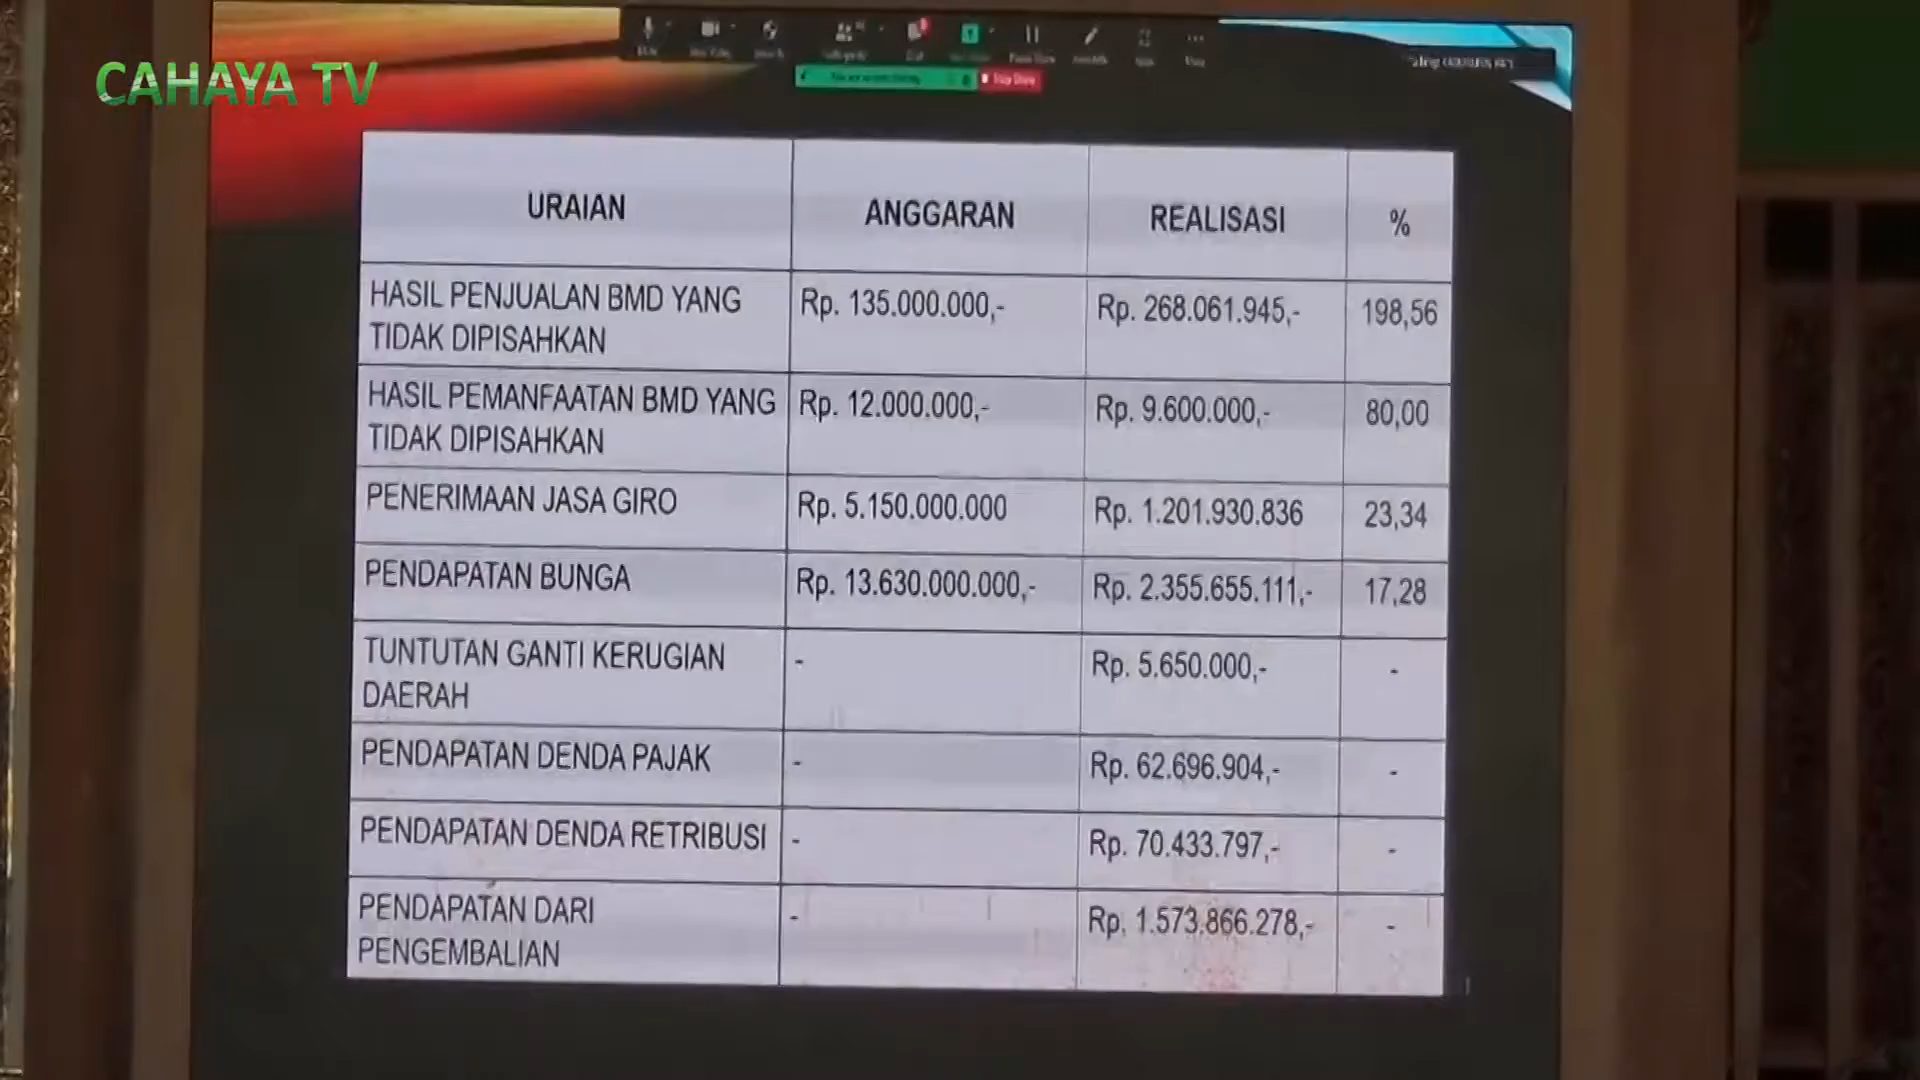 CAHAYA TV
Stop Share
URAIAN ANGGARAN REALISASI %
HASIL PENJUALAN BMD YANG Rp. 135.000.000,- Rp. 268.061.945,- 198,56
TIDAK DIPISAHKAN
HASIL PEMANFAATAN BMD YANG Rp. 12.000.000,- Rp. 9.600.000,- 80,00
TIDAK DIPISAHKAN
PENERIMAAN JASA GIRO Rp. 5.150.000.000 Rp. 1.201.930.836 23,34
PENDAPATAN BUNGA Rp. 13.630.000.000,- Rp. 2.355.655.111,- 17,28
TUNTUTAN GANTI KERUGIAN - Rp. 5.650.000,- -
DAERAH
PENDAPATAN DENDA PAJAK - Rp. 62.696.904,- -
PENDAPATAN DENDA RETRIBUSI - Rp. 70.433.797,- -
PENDAPATAN DARI - Rp. 1.573.866.278,- -
PENGEMBALIAN